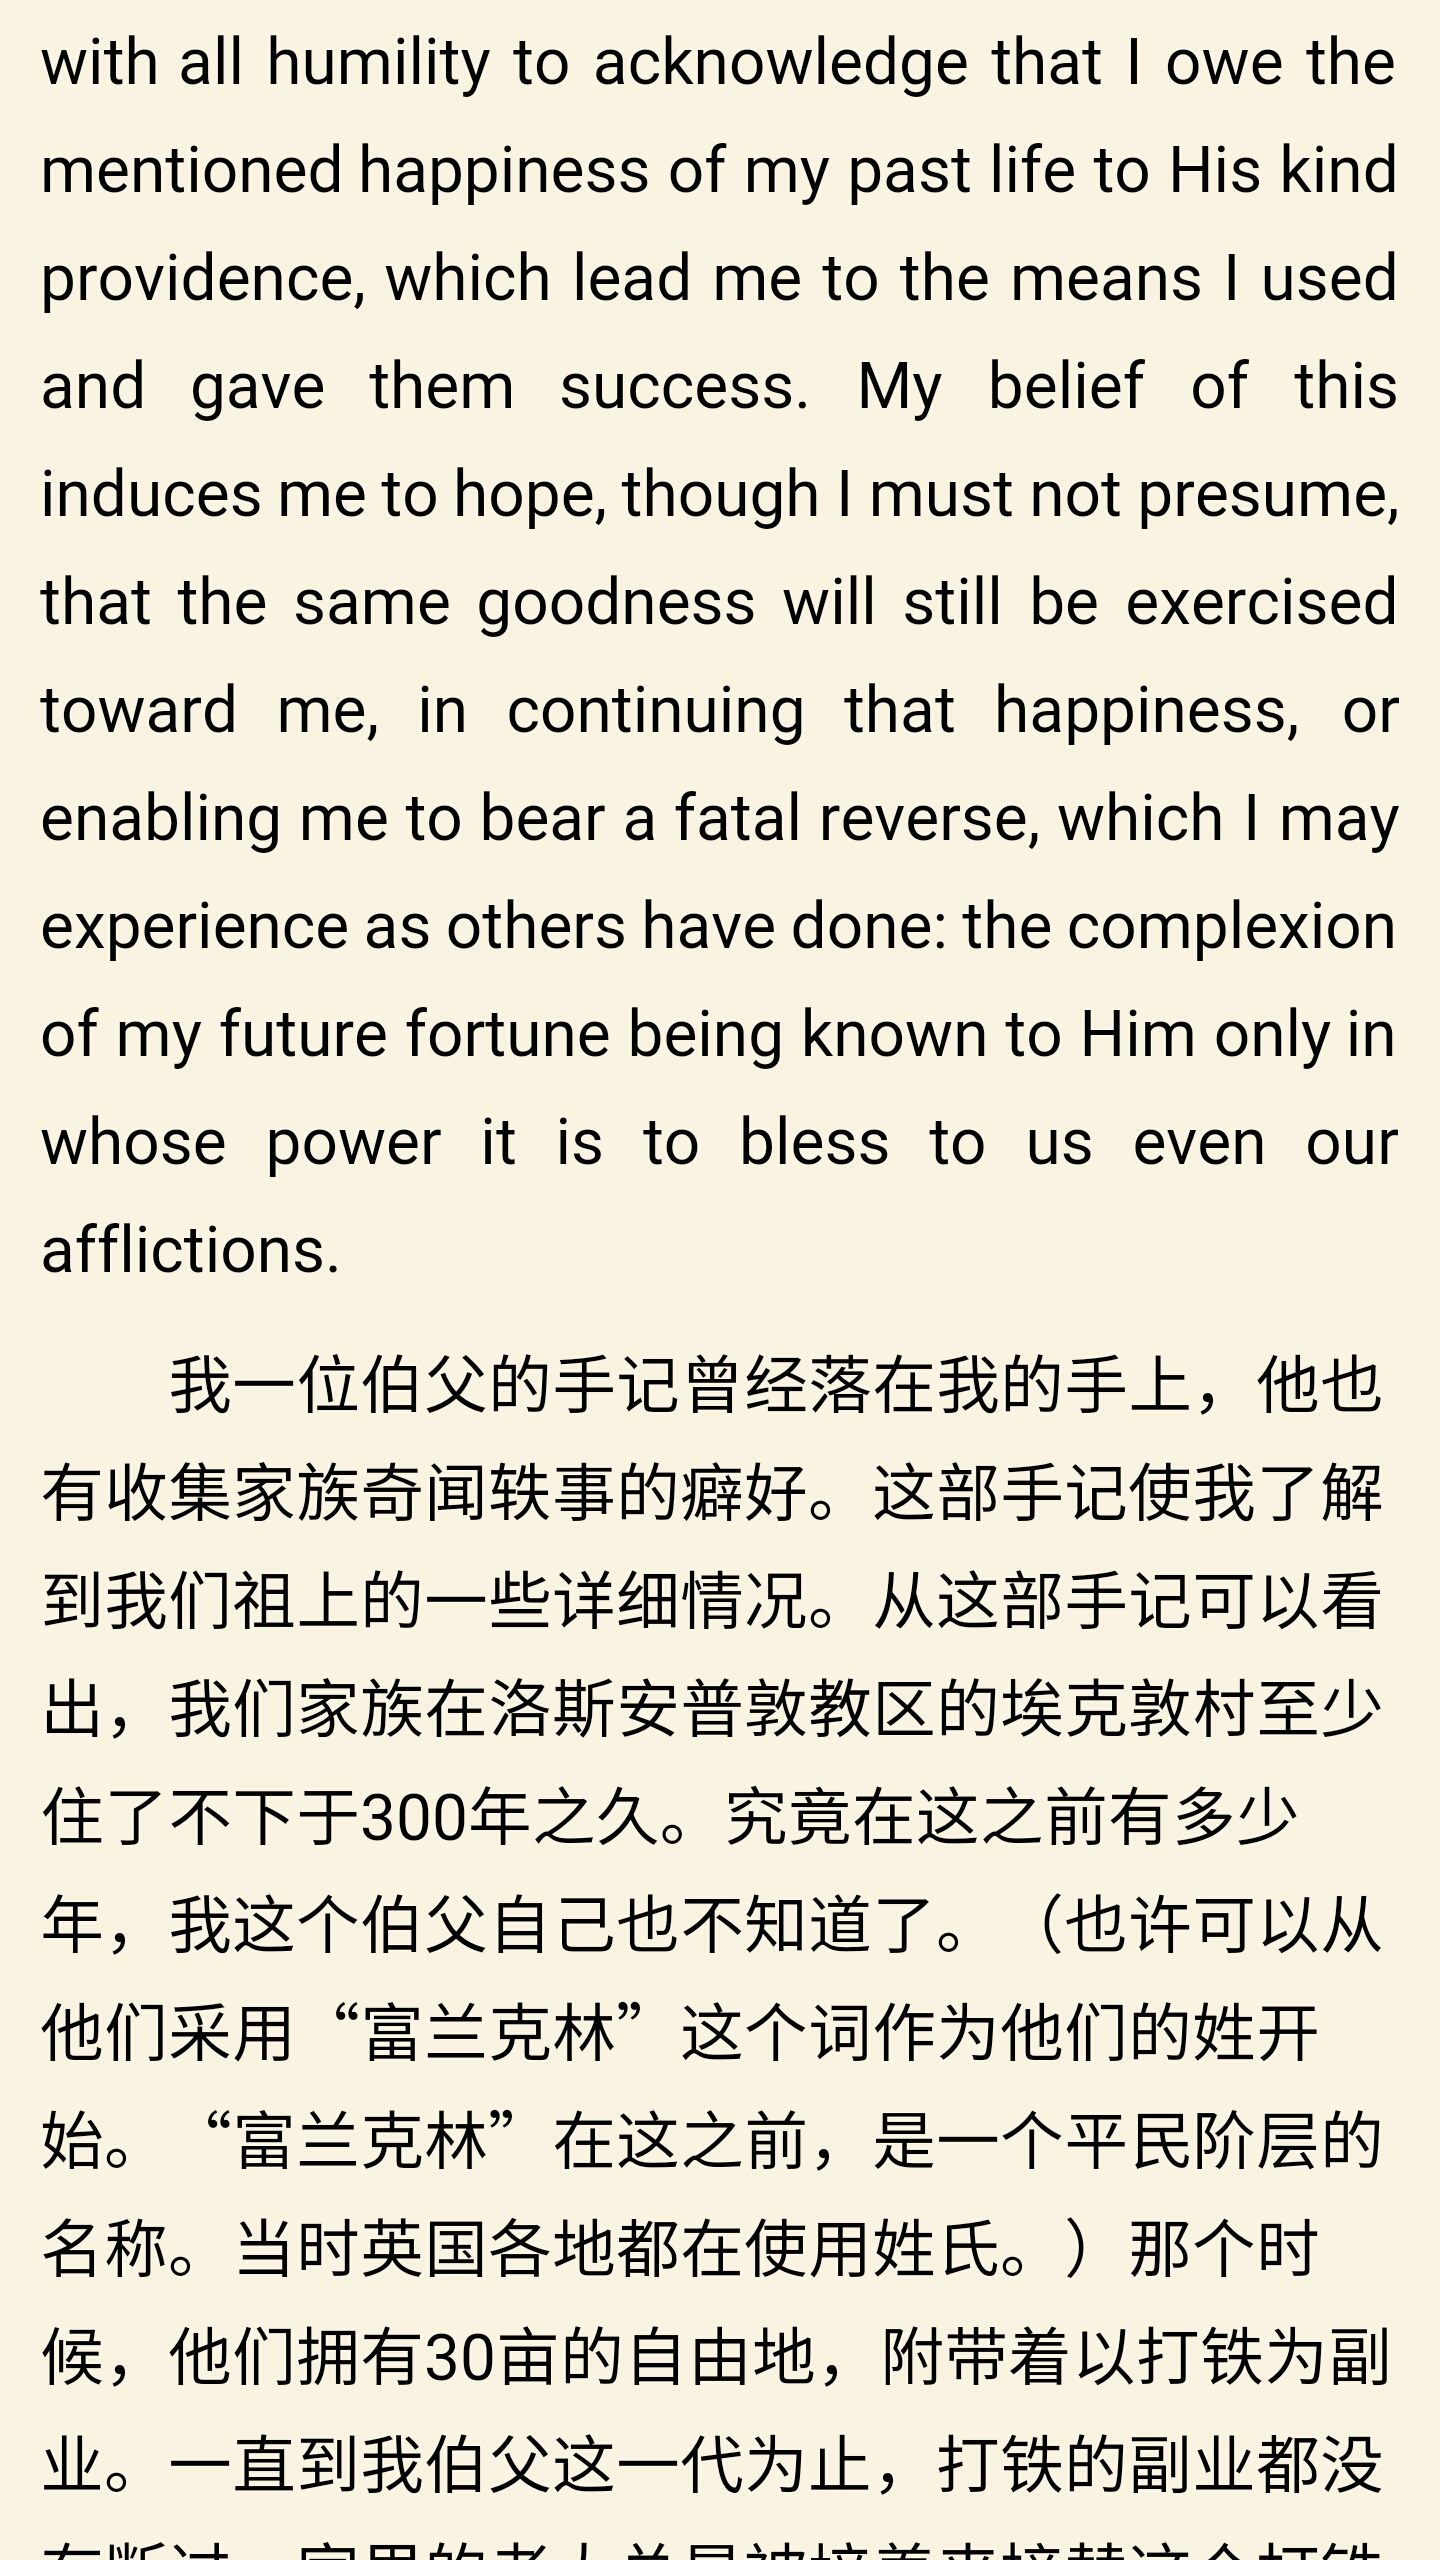 with all humility to acknowledge that I owe the
mentioned happiness of my past life to His kind
providence, which lead me to the means I used
and gave them success. My belief of this
induces me to hope, though I must not presume,
that the same goodness will still be exercised
toward me, in continuing that happiness, or
enabling me to bear a fatal reverse, which I may
experience as others have done: the complexion
of my future fortune being known to Him only in
whose power it is to bless to us even our
afflictions.
我一位伯父的手记曾经落在我的手上，他也
有收集家族奇闻轶事的癖好。这部手记使我了解
到我们祖上的一些详细情况。从这部手记可以看
出，我们家族在洛斯安普敦教区的埃克敦村至少
住了不下于300年之久。究竟在这之前有多少
年，我这个伯父自己也不知道了。（也许可以从
他们采用“富兰克林”这个词作为他们的姓开
始。“富兰克林”在这之前，是一个平民阶层的
名称。当时英国各地都在使用姓氏。）那个时
候，他们拥有30亩的自由地，附带着以打铁为副
业。一直到我伯父这一代为止，打铁的副业都没